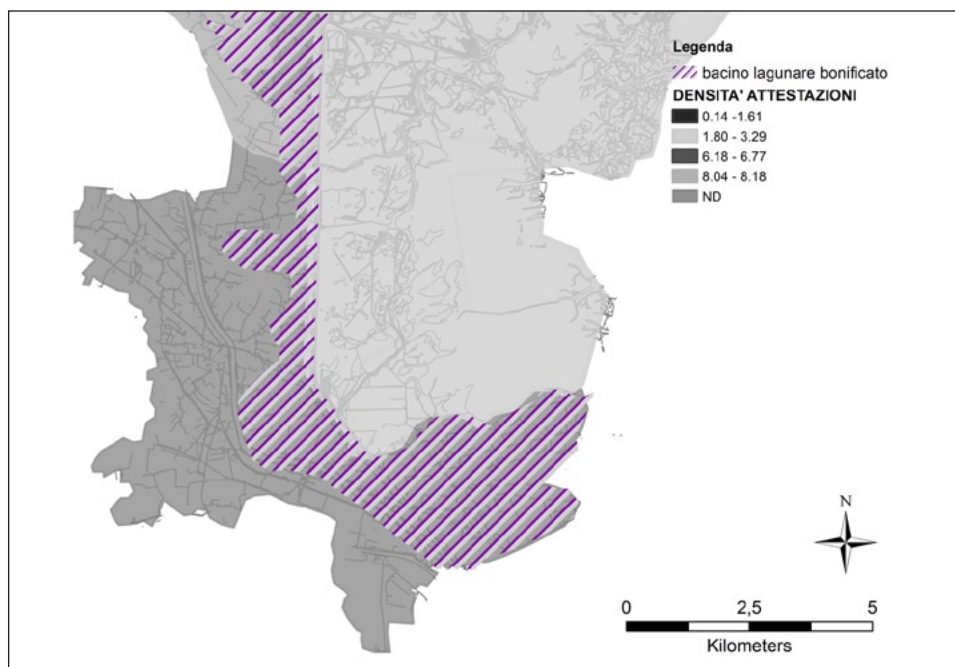 Legenda
bacino lagunare bonificato
DENSITA' ATTESTAZIONI
0.14 -1.61
1.80 - 3.29
6.18 - 6.77
8.04 - 8.18
ND
N
0 2,5 5
Kilometers